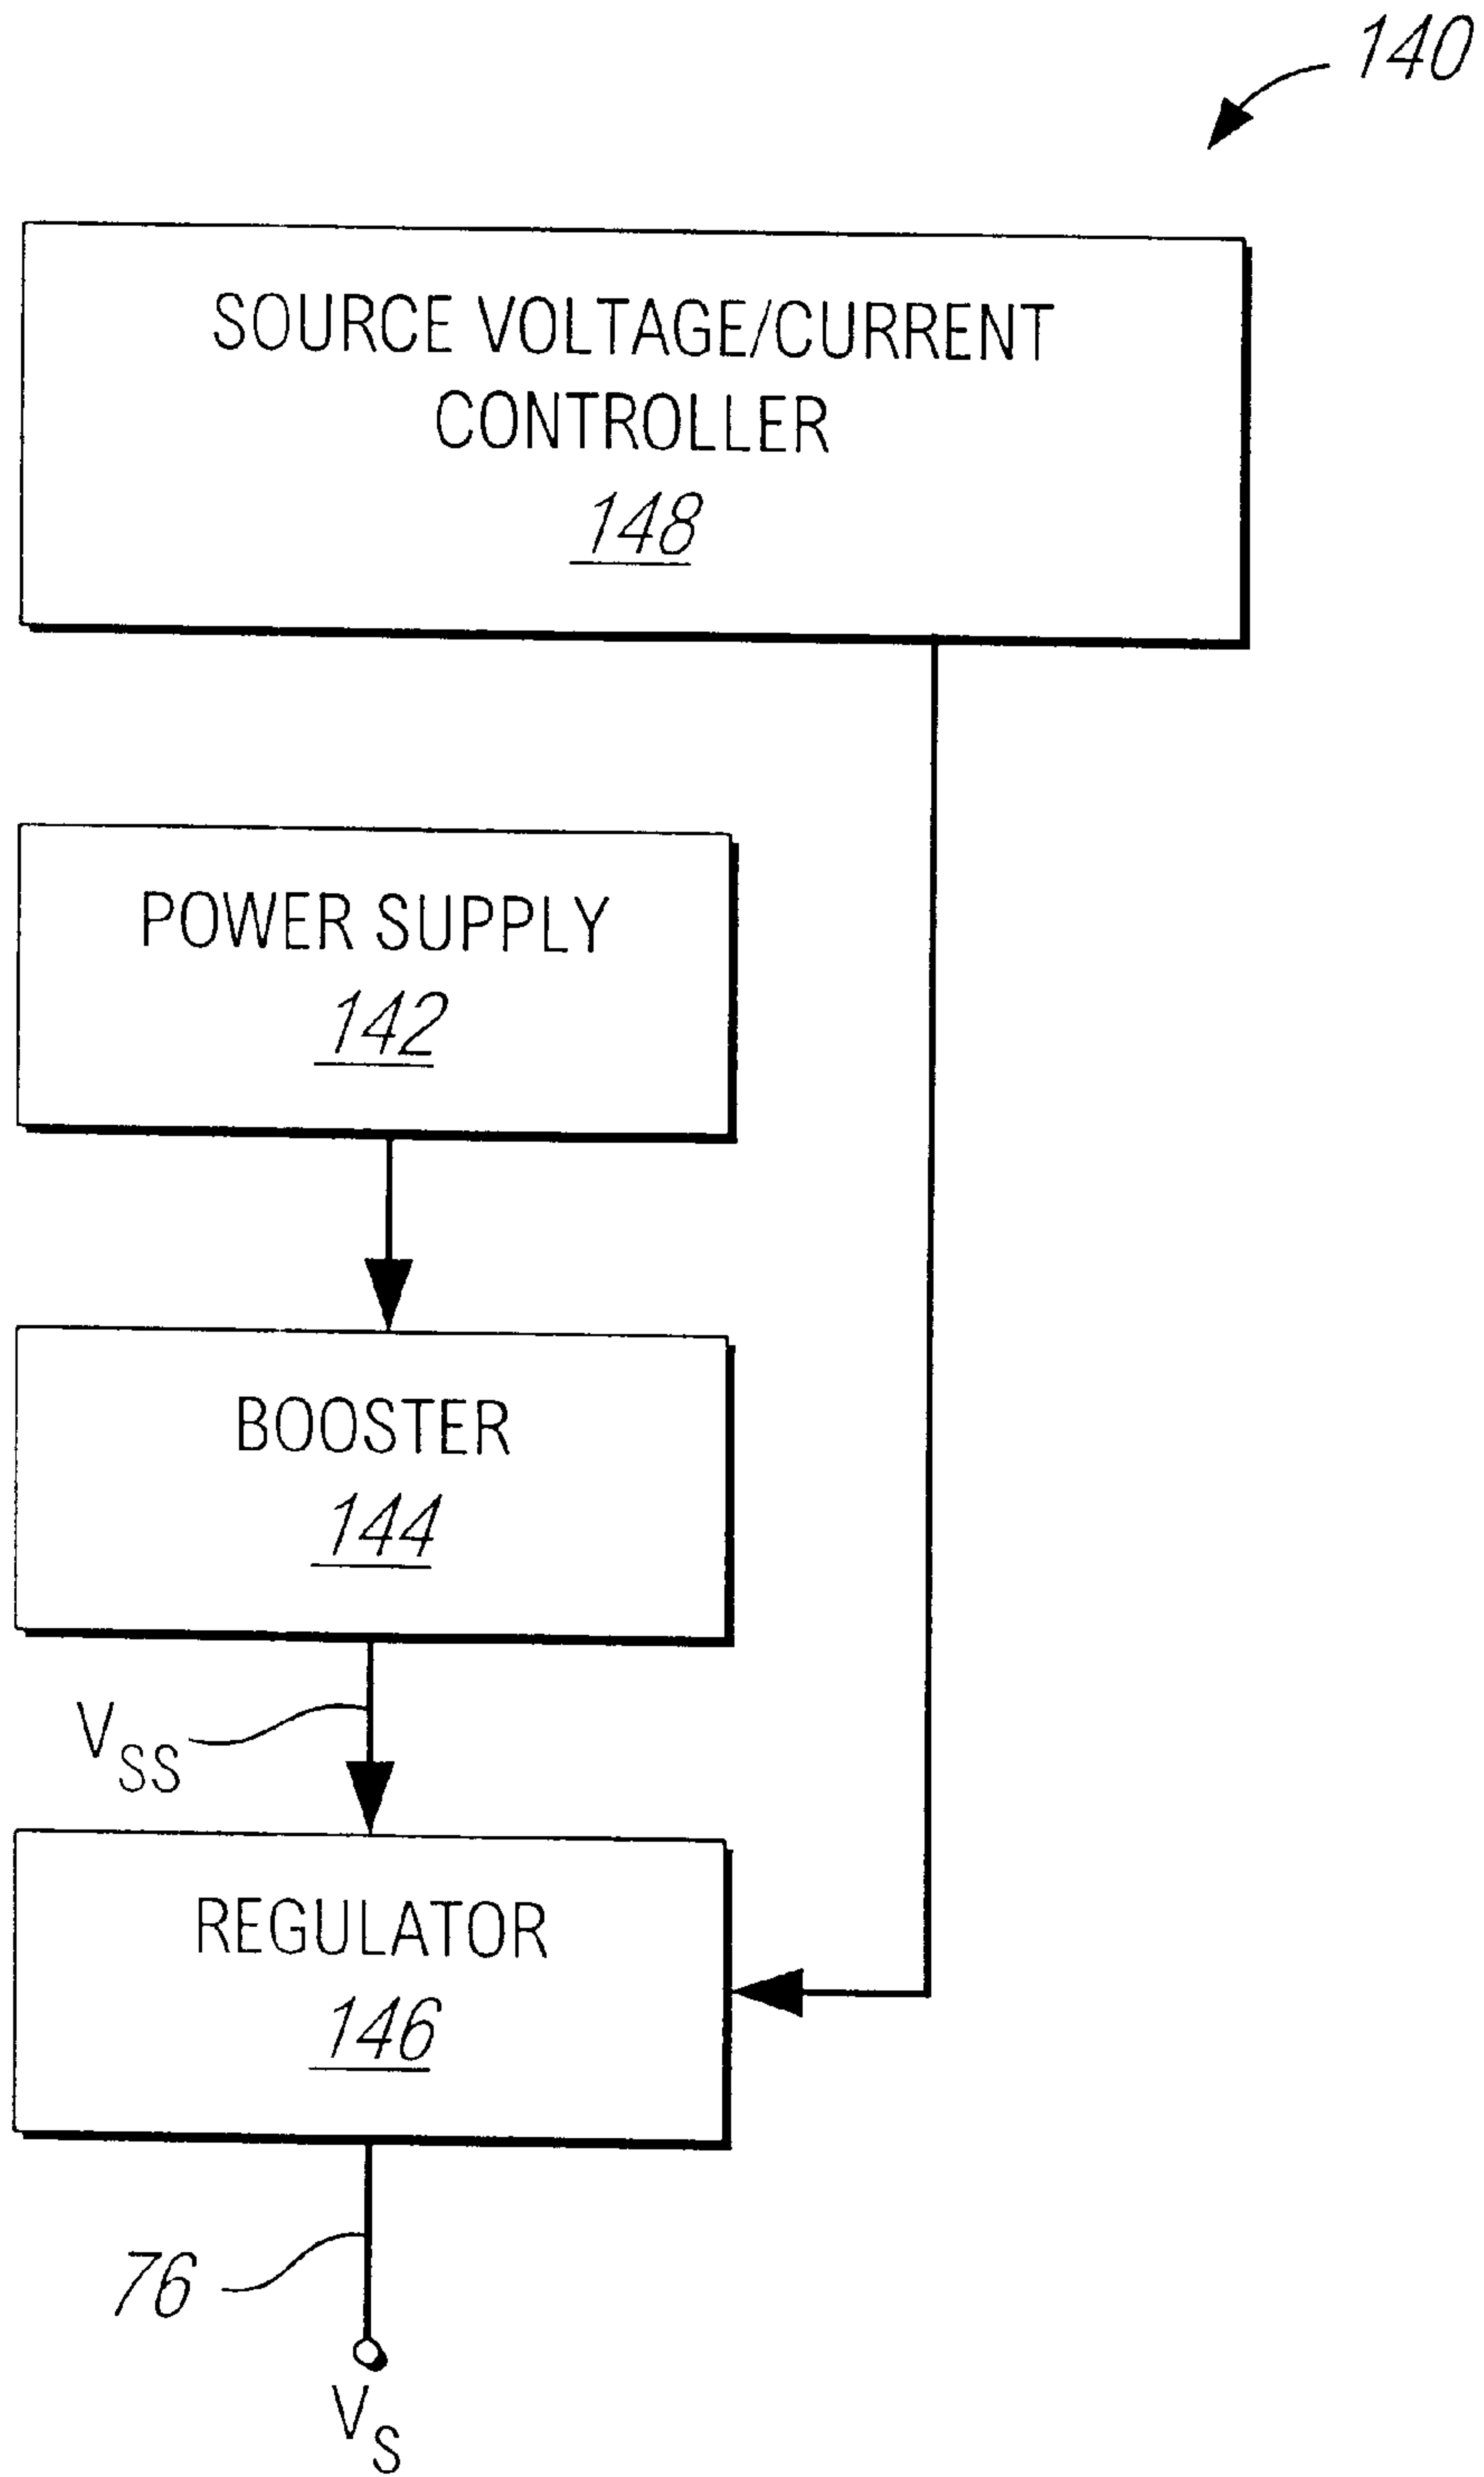 140
SOURCE VOLTAGE/CURRENT
CONTROLLER
148
POWER SUPPLY
142
BOOSTER
144
VSS
REGULATOR
146
76
VS